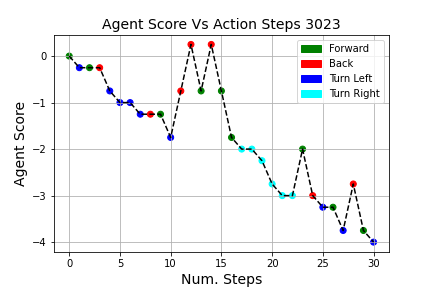 Agent Score Vs Action Steps 3023
Forward
Back
Turn Left
Turn Right
0
−1
−2
−3
−4
Agent Score
0 5 10 15 20 25 30
Num. Steps